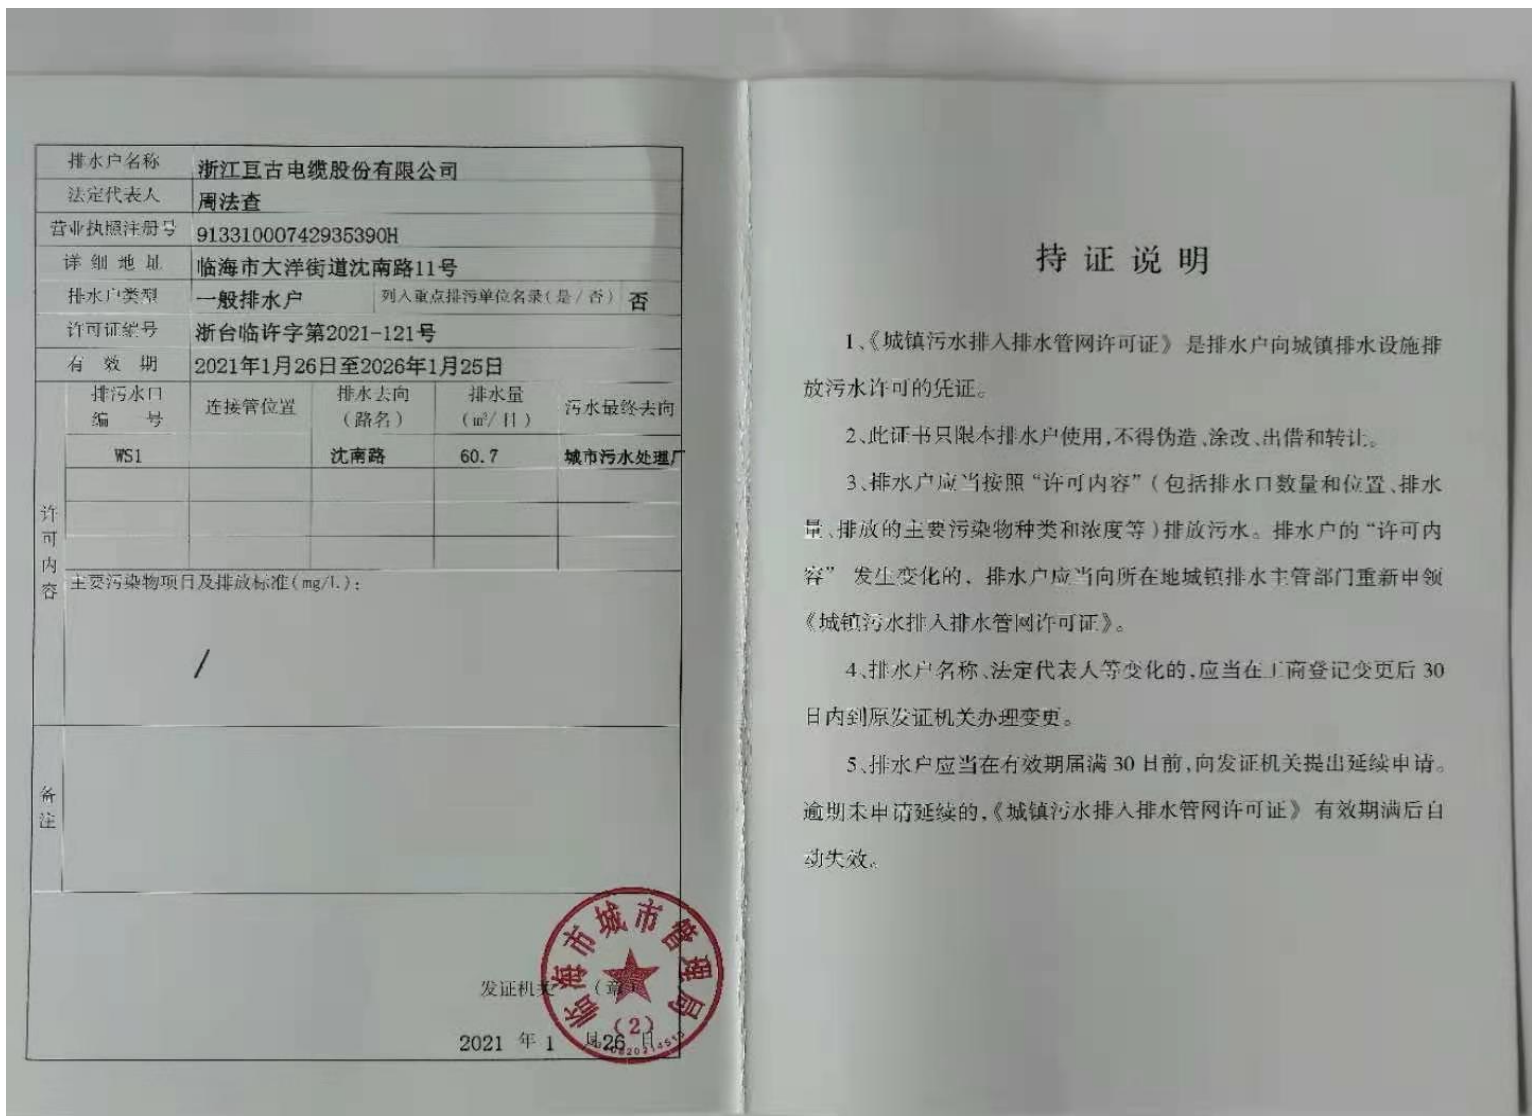 排水户名称 浙江亘古电缆股份有限公司
法定代表人 周法查
营业执照注册号 91331000742935390H
详细地址 临海市大洋街道沈南路11号
排水户类型 一般排水户 列入重点排污单位名录(是/否) 否
许可证编号 浙台临许字第2021-121号
有效期 2021年1月26日至2026年1月25日
许可内容
排污水口编号 连接管位置 排水去向(路名) 排水量(m³/日) 污水最终去向
WS1 沈南路 60.7 城市污水处理厂
主要污染物项目及排放标准(mg/L):
/
备注
临海市城市管理局
(2)
发证机关 (章)
2021 年 1 月 26 日
持证说明
1、《城镇污水排入排水管网许可证》是排水户向城镇排水设施排
放污水许可的凭证。
2、此证书只限本排水户使用,不得伪造、涂改、出借和转让。
3、排水户应当按照“许可内容”(包括排水口数量和位置、排水
量、排放的主要污染物种类和浓度等)排放污水。排水户的“许可内
容”发生变化的,排水户应当向所在地城镇排水主管部门重新申领
《城镇污水排入排水管网许可证》。
4、排水户名称、法定代表人等变化的,应当在工商登记变更后30
日内到原发证机关办理变更。
5、排水户应当在有效期届满30日前,向发证机关提出延续申请。
逾期未申请延续的,《城镇污水排入排水管网许可证》有效期满后自
动失效。